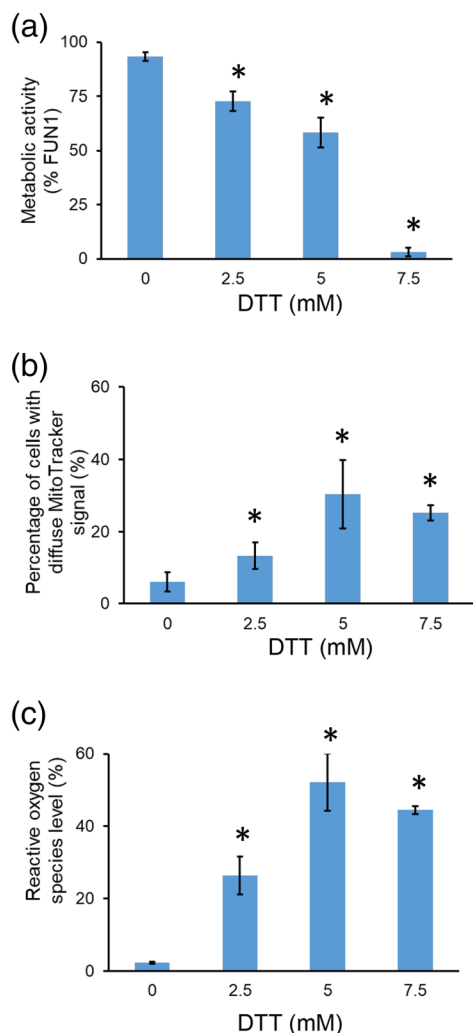 (a)
Metabolic activity
(% FUN1)
100
75
50
25
0
*
*
*
0 2.5 5 7.5
DTT (mM)
(b)
Percentage of cells with
diffuse MitoTracker
signal (%)
60
40
20
0
*
*
*
0 2.5 5 7.5
DTT (mM)
(c)
Reactive oxygen
species level (%)
60
40
20
0
*
*
*
0 2.5 5 7.5
DTT (mM)